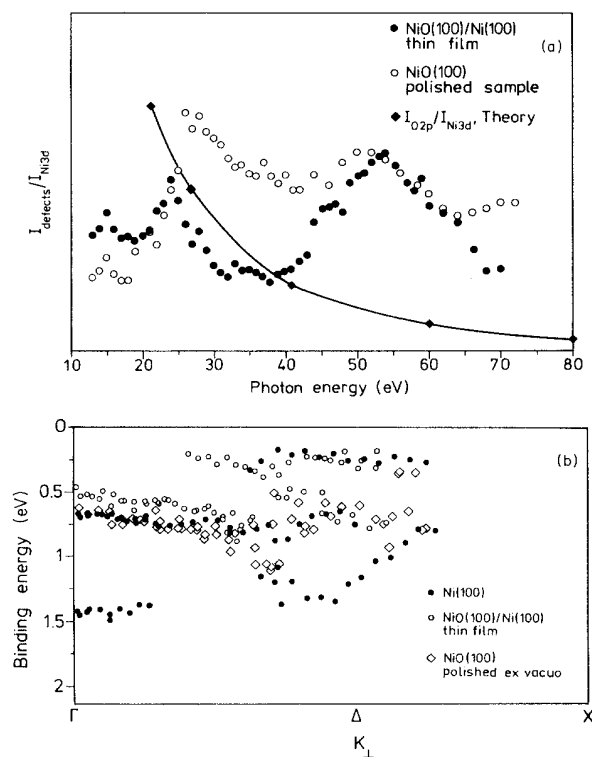 NiO(100)/Ni(100)
thin film
(a)
NiO(100)
polished sample
I_O2p/I_Ni3d, Theory
I_defects/I_Ni3d
10 20 30 40 50 60 70 80
Photon energy (eV)
(b)
0
0.5
1
1.5
2
Binding energy (eV)
Ni(100)
NiO(100)/Ni(100)
thin film
NiO(100)
polished ex vacuo
Γ Δ X
K⊥